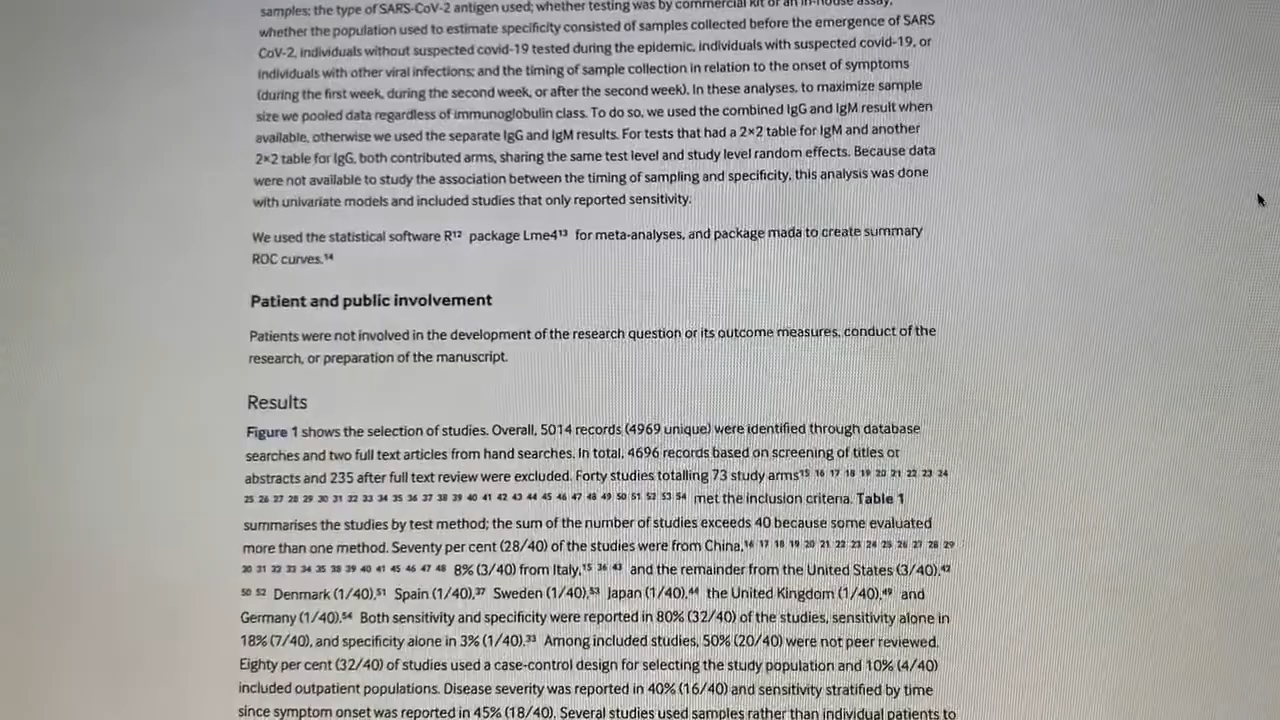 samples; the type of SARS-CoV-2 antigen used; whether testing was by commercial kit or an in-house assay;
whether the population used to estimate specificity consisted of samples collected before the emergence of SARS
CoV-2, individuals without suspected covid-19 tested during the epidemic, individuals with suspected covid-19, or
individuals with other viral infections; and the timing of sample collection in relation to the onset of symptoms
(during the first week, during the second week, or after the second week). In these analyses, to maximize sample
size we pooled data regardless of immunoglobulin class. To do so, we used the combined IgG and IgM result when
available, otherwise we used the separate IgG and IgM results. For tests that had a 2×2 table for IgM and another
2×2 table for IgG, both contributed arms, sharing the same test level and study level random effects. Because data
were not available to study the association between the timing of sampling and specificity, this analysis was done
with univariate models and included studies that only reported sensitivity.
We used the statistical software R12 package Lme413 for meta-analyses, and package mada to create summary
ROC curves.14
Patient and public involvement
Patients were not involved in the development of the research question or its outcome measures, conduct of the
research, or preparation of the manuscript.
Results
Figure 1 shows the selection of studies. Overall, 5014 records (4969 unique) were identified through database
searches and two full text articles from hand searches. In total, 4696 records based on screening of titles or
abstracts and 235 after full text review were excluded. Forty studies totalling 73 study arms15 16 17 18 19 20 21 22 23 24
25 26 27 28 29 30 31 32 33 34 35 36 37 38 39 40 41 42 43 44 45 46 47 48 49 50 51 52 53 54 met the inclusion criteria. Table 1
summarises the studies by test method; the sum of the number of studies exceeds 40 because some evaluated
more than one method. Seventy per cent (28/40) of the studies were from China,16 17 18 19 20 21 22 23 24 25 26 27 28 29
30 31 32 33 34 35 38 39 40 41 45 46 47 48 8% (3/40) from Italy,15 36 43 and the remainder from the United States (3/40),42
50 52 Denmark (1/40),51 Spain (1/40),37 Sweden (1/40),53 Japan (1/40),44 the United Kingdom (1/40),49 and
Germany (1/40).54 Both sensitivity and specificity were reported in 80% (32/40) of the studies, sensitivity alone in
18% (7/40), and specificity alone in 3% (1/40).33 Among included studies, 50% (20/40) were not peer reviewed.
Eighty per cent (32/40) of studies used a case-control design for selecting the study population and 10% (4/40)
included outpatient populations. Disease severity was reported in 40% (16/40) and sensitivity stratified by time
since symptom onset was reported in 45% (18/40). Several studies used samples rather than individual patients to